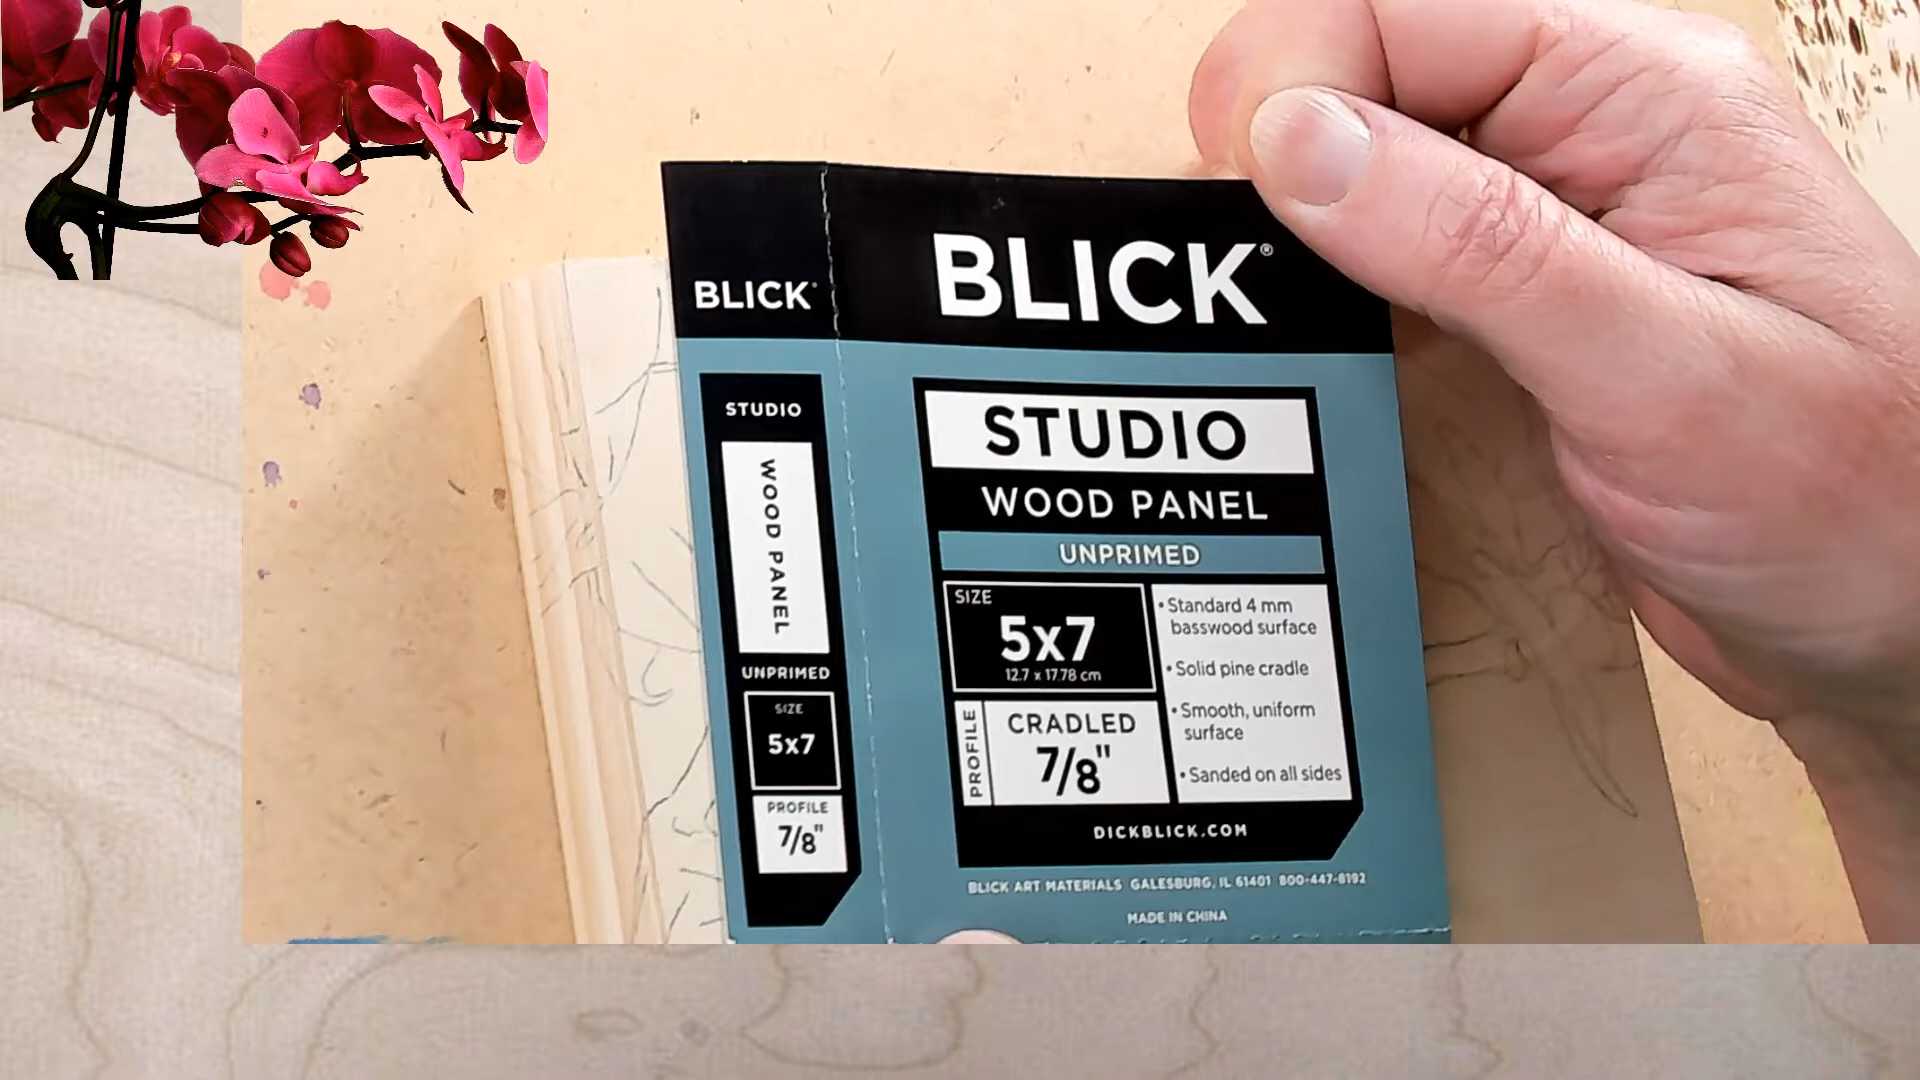 BLICK®
STUDIO
WOOD PANEL
UNPRIMED
SIZE
5x7
PROFILE
7/8"
BLICK®
STUDIO
WOOD PANEL
UNPRIMED
SIZE
5x7
12.7 x 17.78 cm
PROFILE
CRADLED
7/8"
• Standard 4 mm
basswood surface
• Solid pine cradle
• Smooth, uniform
surface
• Sanded on all sides
DICKBLICK.COM
BLICK ART MATERIALS GALESBURG, IL 61401 800-447-8192
MADE IN CHINA